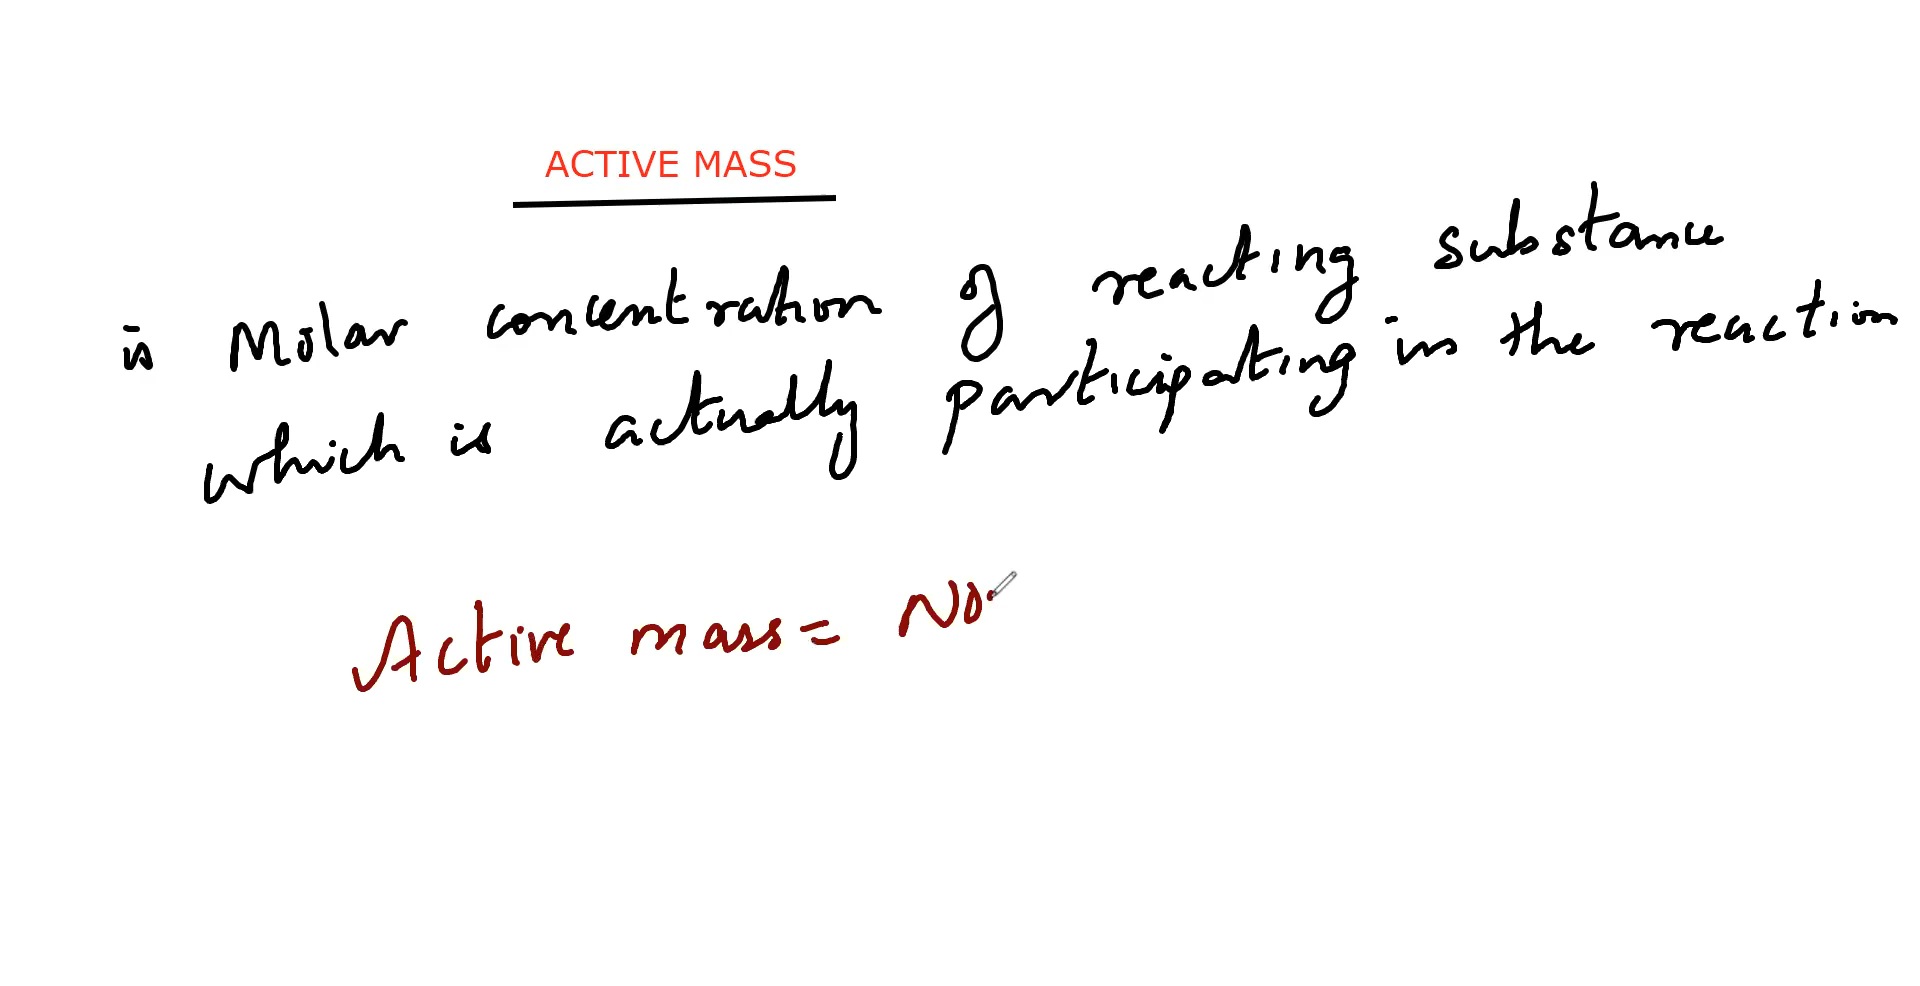 ACTIVE MASS
is Molar concentration of reacting substance
which is actually participating in the reaction
Active mass = No.